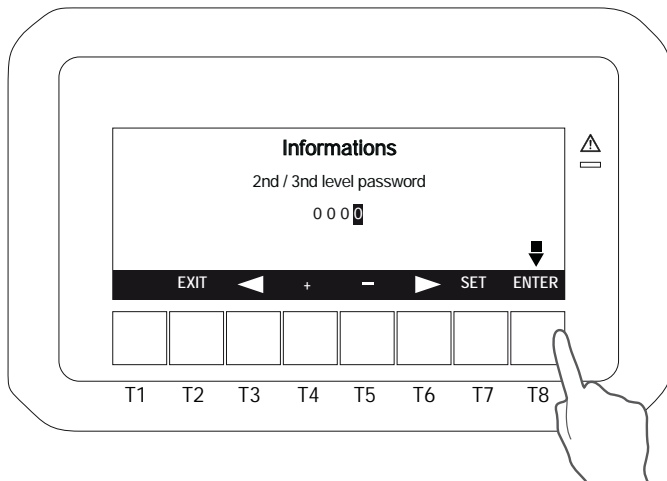 Informations
2nd / 3nd level password
0 0 0 0
EXIT + - SET ENTER
T1 T2 T3 T4 T5 T6 T7 T8